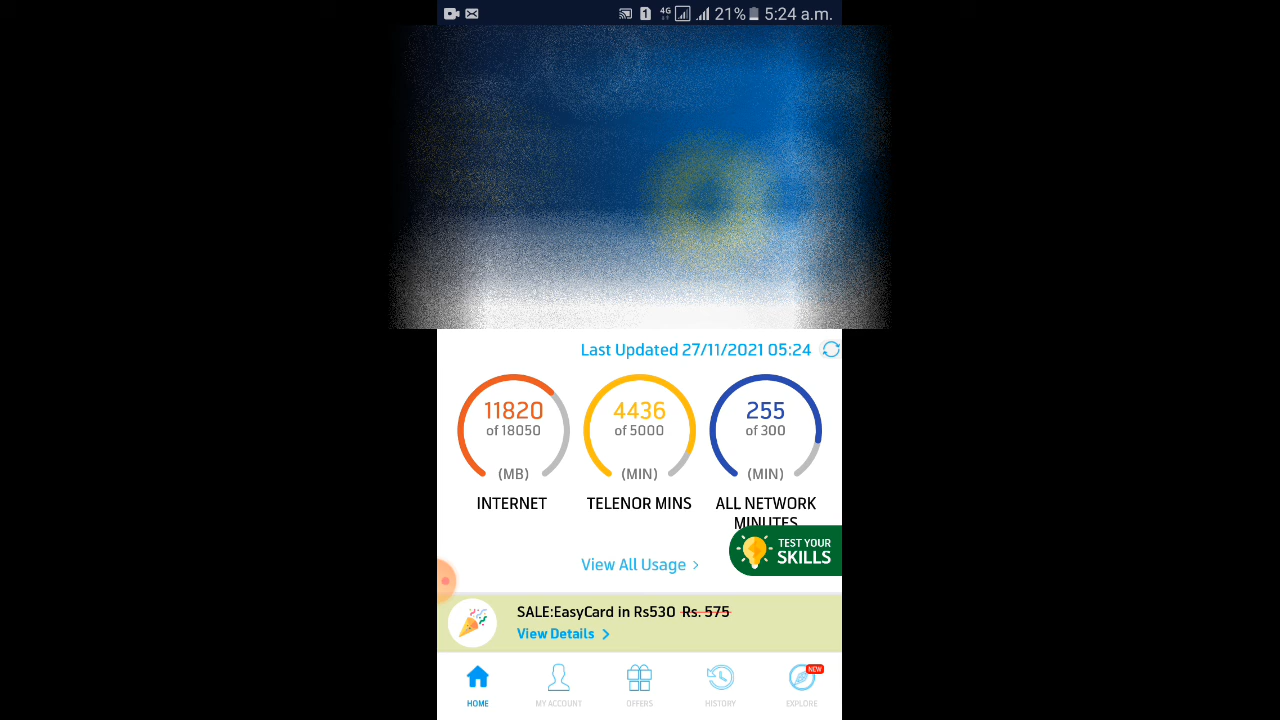 1 4G 21% 5:24 a.m.
Last Updated 27/11/2021 05:24
11820
of 18050
(MB)
INTERNET
4436
of 5000
(MIN)
TELENOR MINS
255
of 300
(MIN)
ALL NETWORK
MINUTES
TEST YOUR
SKILLS
View All Usage >
SALE:EasyCard in Rs530 Rs. 575
View Details >
NEW
HOME MY ACCOUNT OFFERS HISTORY EXPLORE